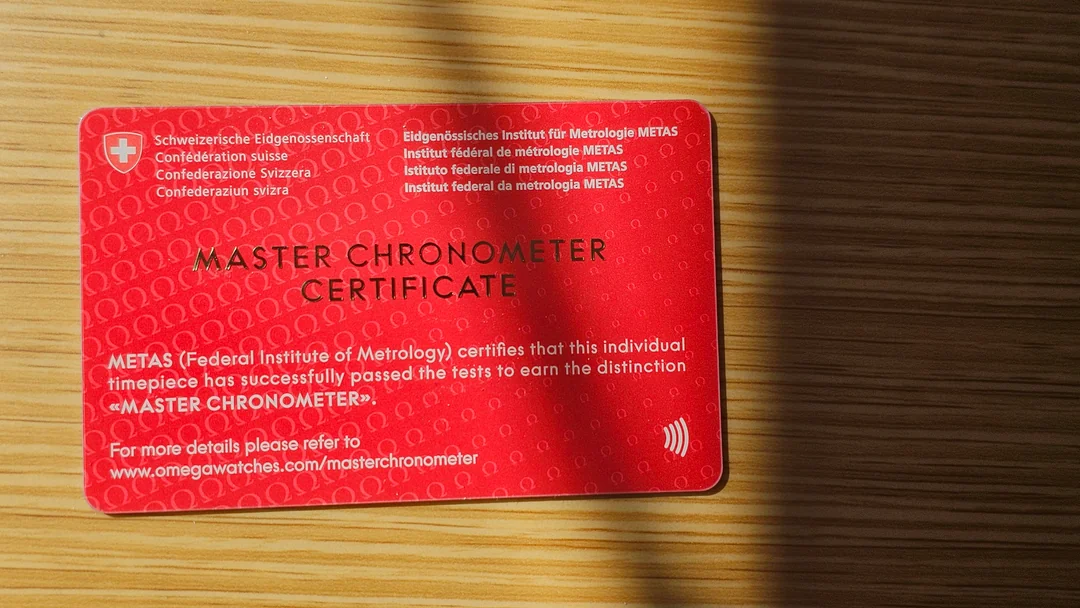 Schweizerische Eidgenossenschaft
Confédération suisse
Confederazione Svizzera
Confederaziun svizra
Eidgenössisches Institut für Metrologie METAS
Institut fédéral de métrologie METAS
Istituto federale di metrologia METAS
Institut federal da metrologia METAS
MASTER CHRONOMETER
CERTIFICATE
METAS (Federal Institute of Metrology) certifies that this individual
timepiece has successfully passed the tests to earn the distinction
«MASTER CHRONOMETER».
For more details please refer to
www.omegawatches.com/masterchronometer